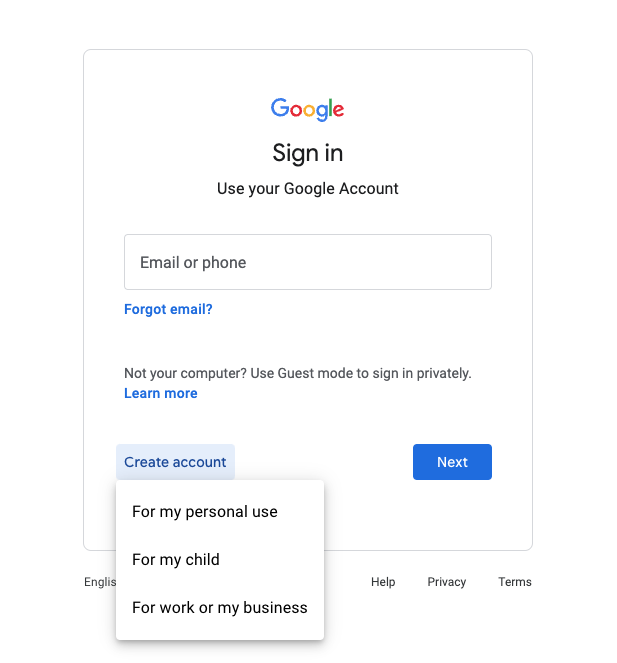 Google
Sign in
Use your Google Account
Email or phone
Forgot email?
Not your computer? Use Guest mode to sign in privately.
Learn more
Create account
Next
For my personal use
For my child
For work or my business
Help
Privacy
Terms